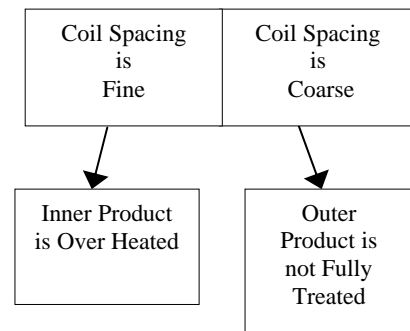 Coil Spacing
is
Fine
Coil Spacing
is
Coarse
Inner Product
is Over Heated
Outer
Product is
not Fully
Treated